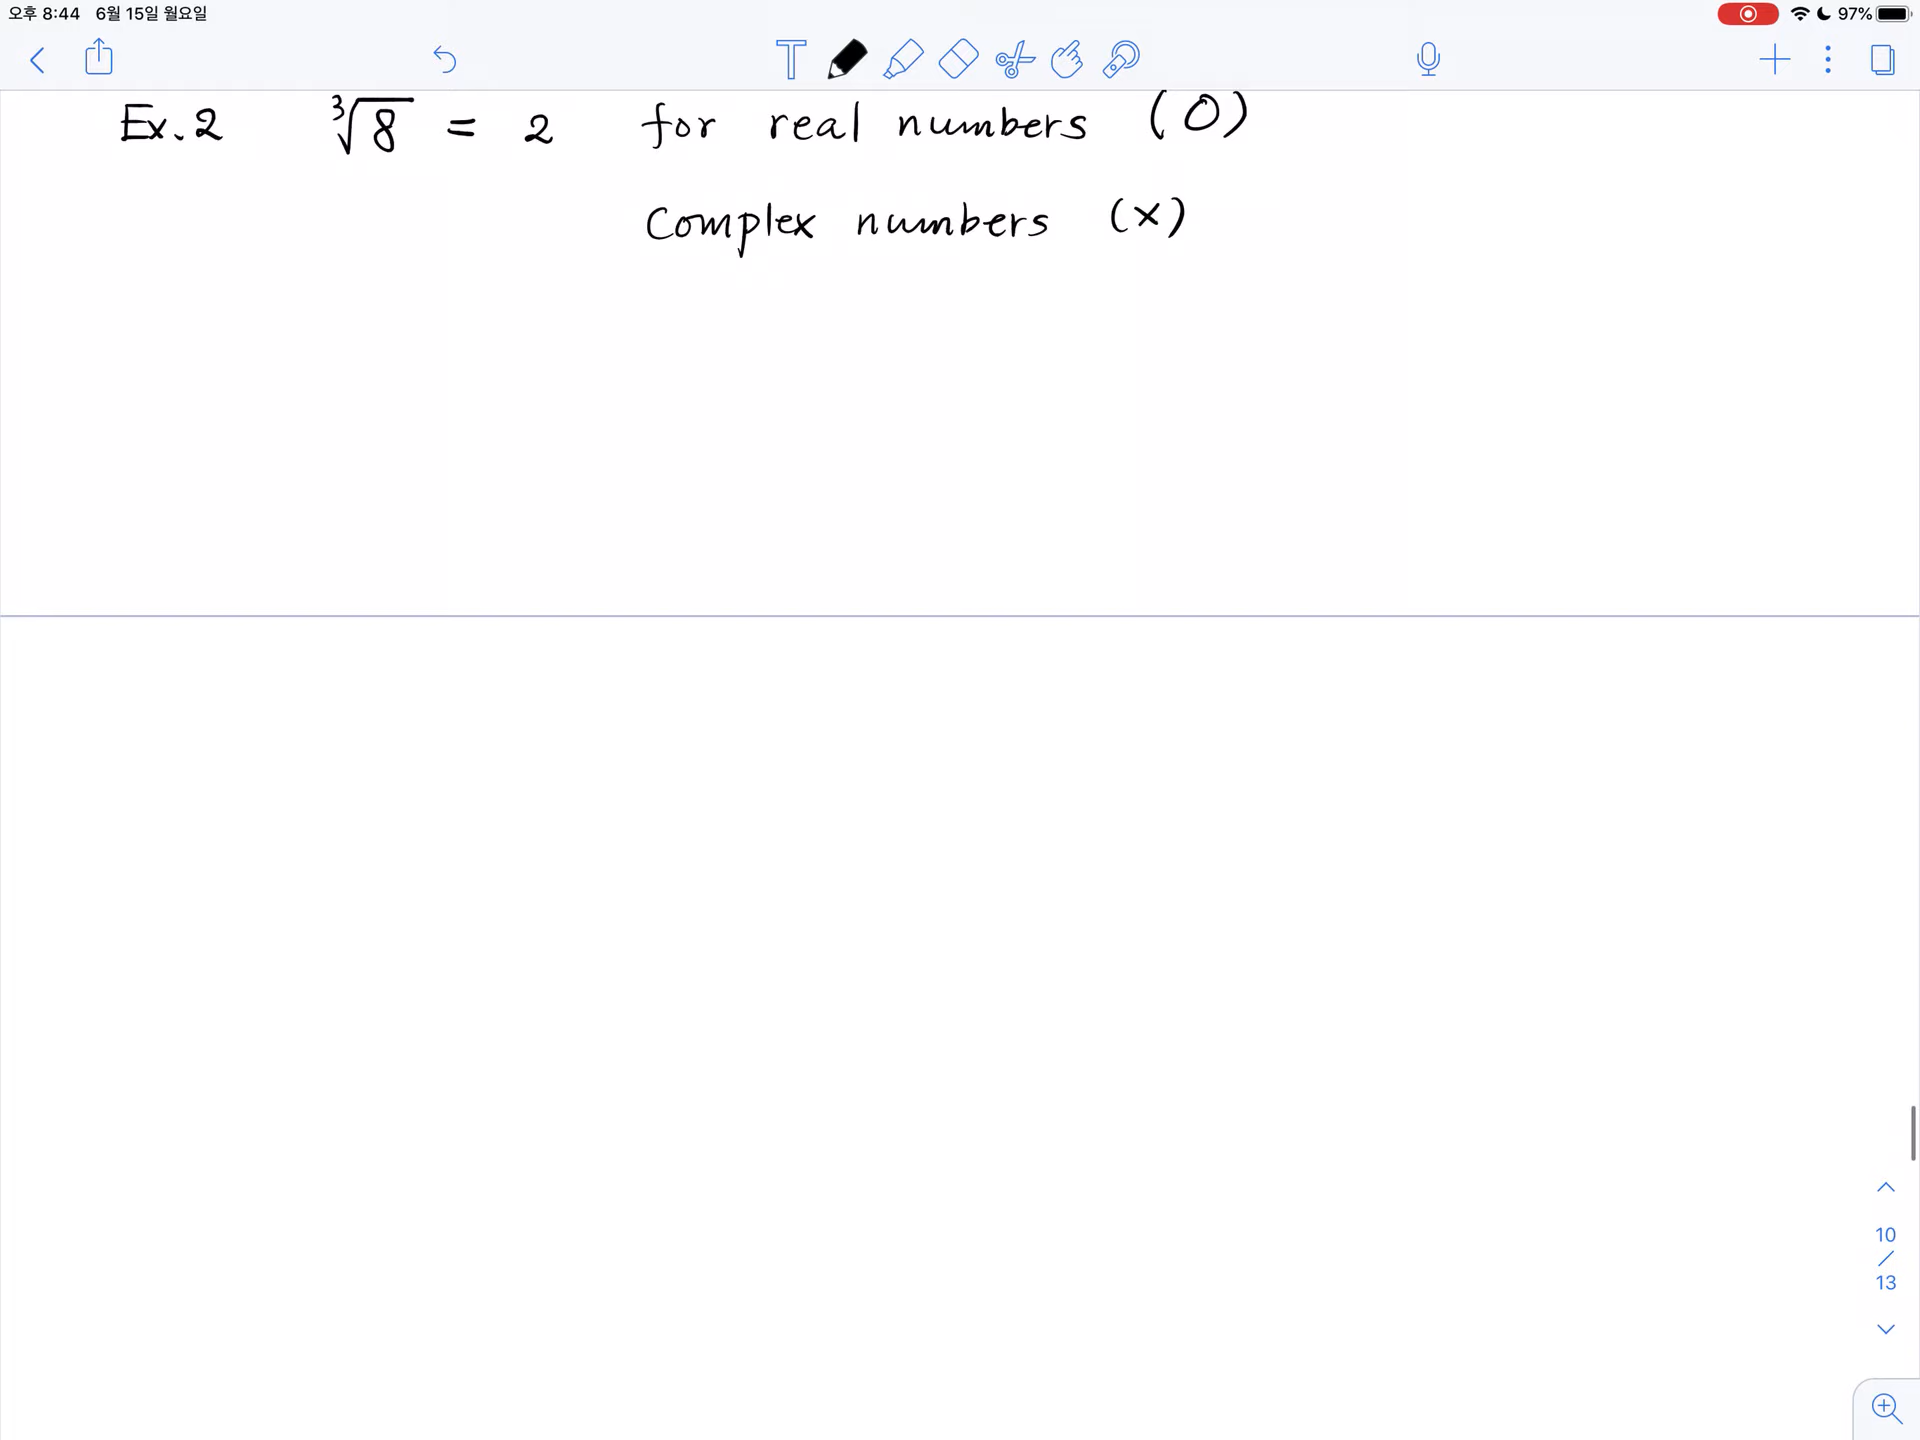 오후 8:44 6월 15일 월요일 97%
T
Ex. 2 ∛8 = 2 for real numbers (O)
Complex numbers (x)
10
/
13